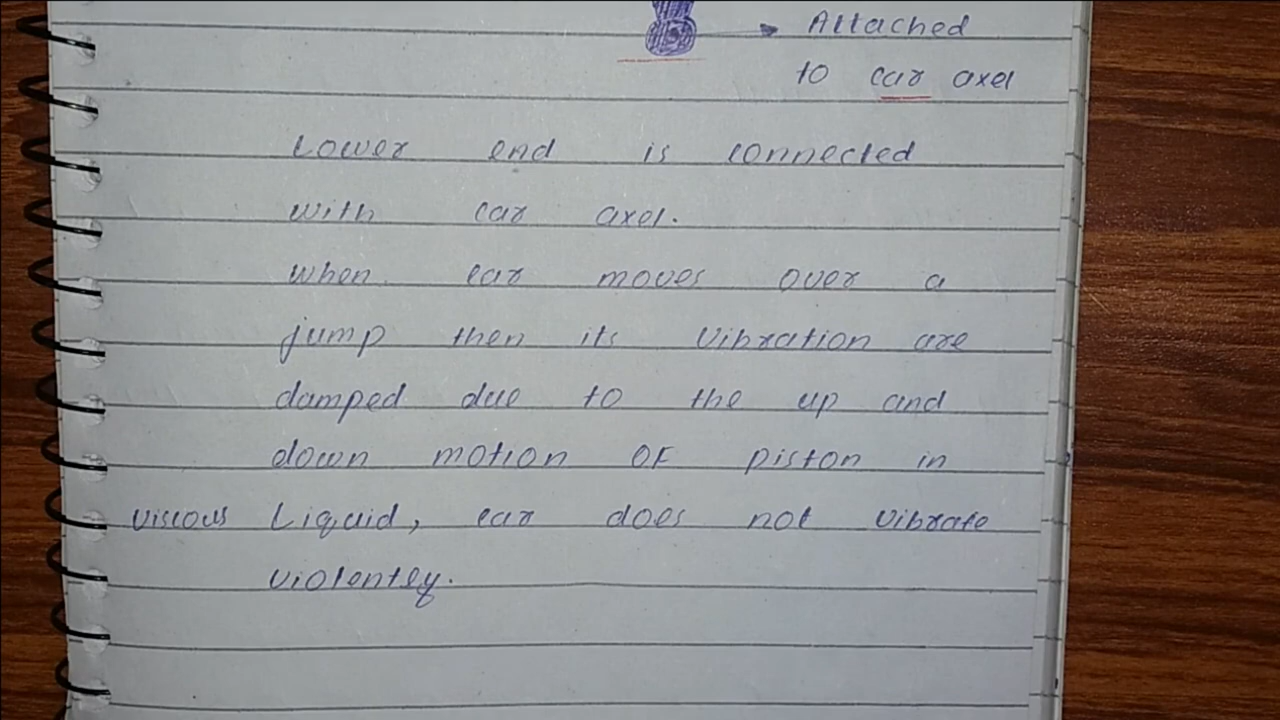 Attached
to car axel
Lower end is connected
with car axel.
when car moves over a
jump then its vibration are
damped due to the up and
down motion OF piston in
viscous Liquid, car does not vibrate
violently.